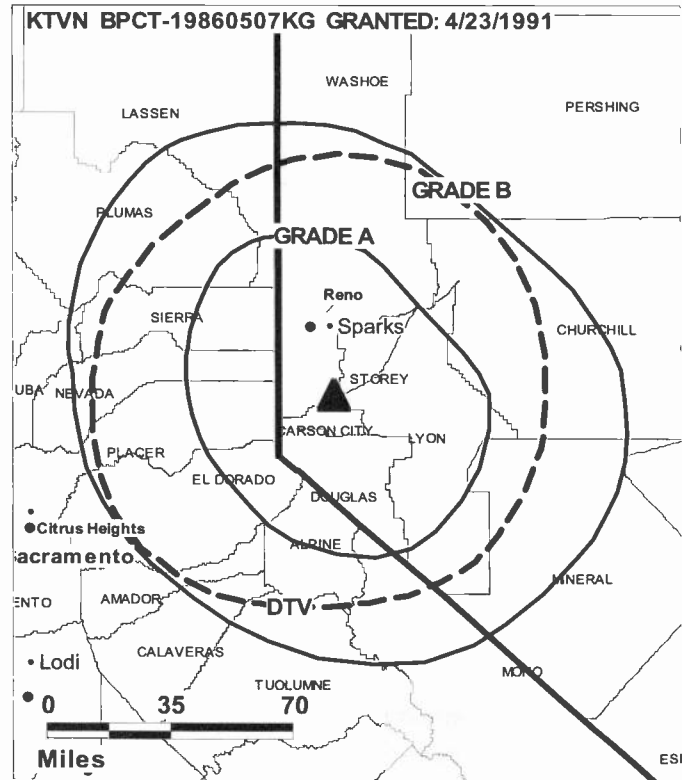 KTVN BPCT-19860507KG GRANTED: 4/23/1991
WASHOE
LASSEN
PERSHING
GRADE B
PLUMAS
GRADE A
Reno
SIERRA
Sparks
CHURCHILL
STOREY
UBA NEVADA
CARSON CITY
LYON
PLACER
EL DORADO
DOUGLAS
Citrus Heights
ALPINE
acramento
MINERAL
ENTO
AMADOR
DTV
CALAVERAS
Lodi
MONO
TUOLUMNE
0 35 70
Miles
ESI